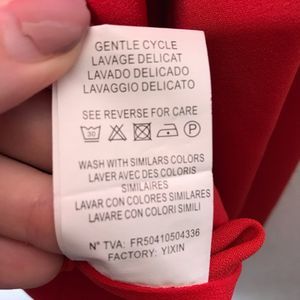 GENTLE CYCLE
LAVAGE DELICAT
LAVADO DELICADO
LAVAGGIO DELICATO
SEE REVERSE FOR CARE
30 P
WASH WITH SIMILARS COLORS
LAVER AVEC DES COLORIS
SIMILAIRES
LAVAR CON COLORES SIMILARES
LAVARE CON COLORI SIMILI
N° TVA: FR50410504336
FACTORY: YIXIN